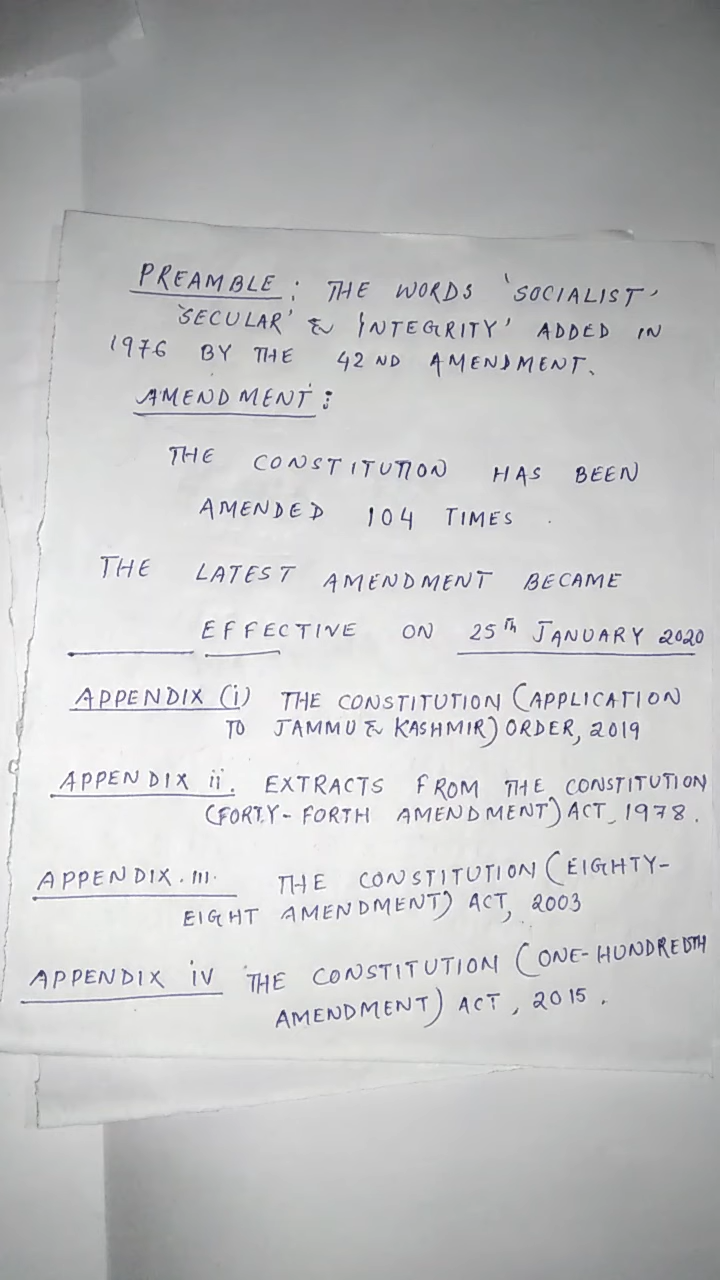 PREAMBLE : THE WORDS 'SOCIALIST'
'SECULAR' & 'INTEGRITY' ADDED IN
1976 BY THE 42ND AMENDMENT.
AMENDMENT :
THE CONSTITUTION HAS BEEN
AMENDED 104 TIMES .
THE LATEST AMENDMENT BECAME
EFFECTIVE ON 25th JANUARY 2020
APPENDIX (i) THE CONSTITUTION (APPLICATION
TO JAMMU & KASHMIR) ORDER, 2019
APPENDIX ii. EXTRACTS FROM THE CONSTITUTION
(FORTY-FORTH AMENDMENT) ACT, 1978.
APPENDIX. III. THE CONSTITUTION (EIGHTY-
EIGHT AMENDMENT) ACT, 2003
APPENDIX iv THE CONSTITUTION (ONE-HUNDREDTH
AMENDMENT) ACT, 2015.